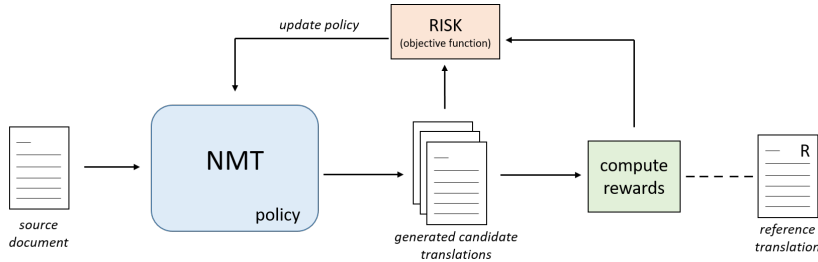 update policy
RISK
(objective function)
NMT
policy
source
document
generated candidate
translations
compute
rewards
R
reference
translation